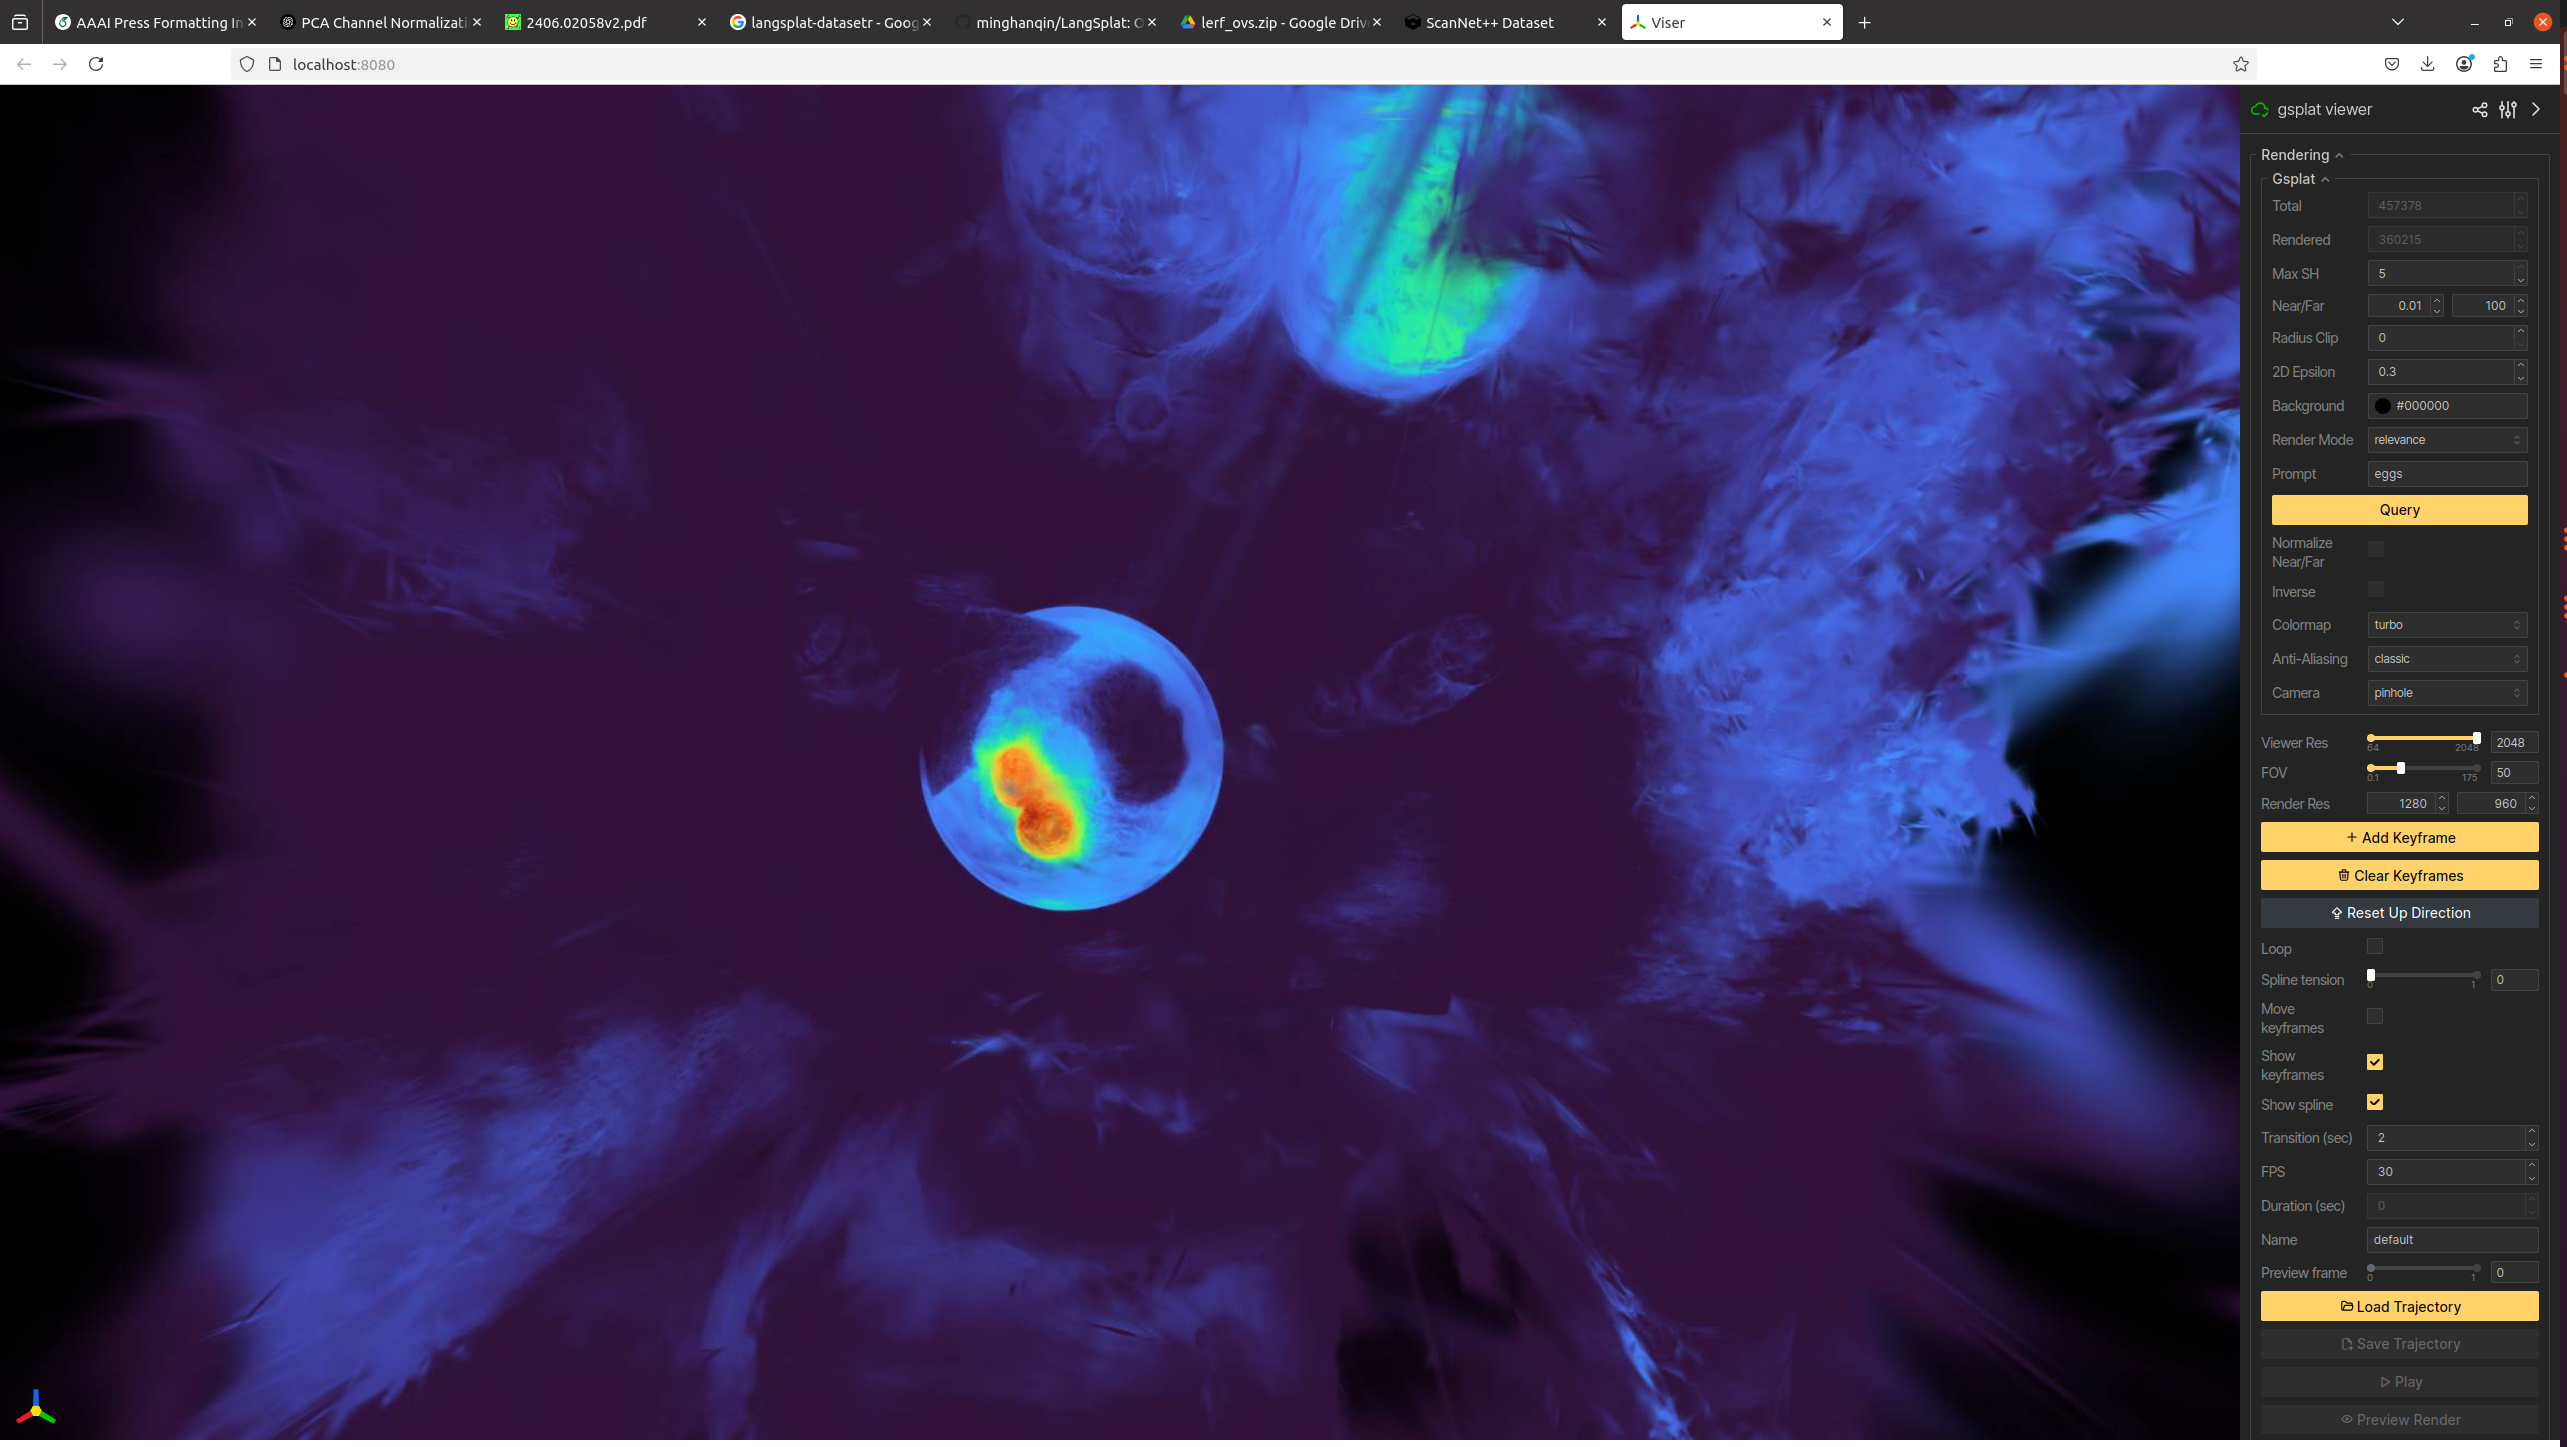 AAAI Press Formatting In
PCA Channel Normalizati
2406.02058v2.pdf
langsplat-datasetr - Goog
minghanqin/LangSplat: O
lerf_ovs.zip - Google Driv
ScanNet++ Dataset
Viser
localhost:8080
gsplat viewer
Rendering
Gsplat
Total 457378
Rendered 360215
Max SH 5
Near/Far 0.01 100
Radius Clip 0
2D Epsilon 0.3
Background #000000
Render Mode relevance
Prompt eggs
Query
Normalize
Near/Far
Inverse
Colormap turbo
Anti-Aliasing classic
Camera pinhole
Viewer Res 2048
64 2048
FOV 50
0.1 175
Render Res 1280 960
Add Keyframe
Clear Keyframes
Reset Up Direction
Loop
Spline tension 0
0 1
Move
keyframes
Show
keyframes
Show spline
Transition (sec) 2
FPS 30
Duration (sec) 0
Name default
Preview frame 0
0 1
Load Trajectory
Save Trajectory
Play
Preview Render